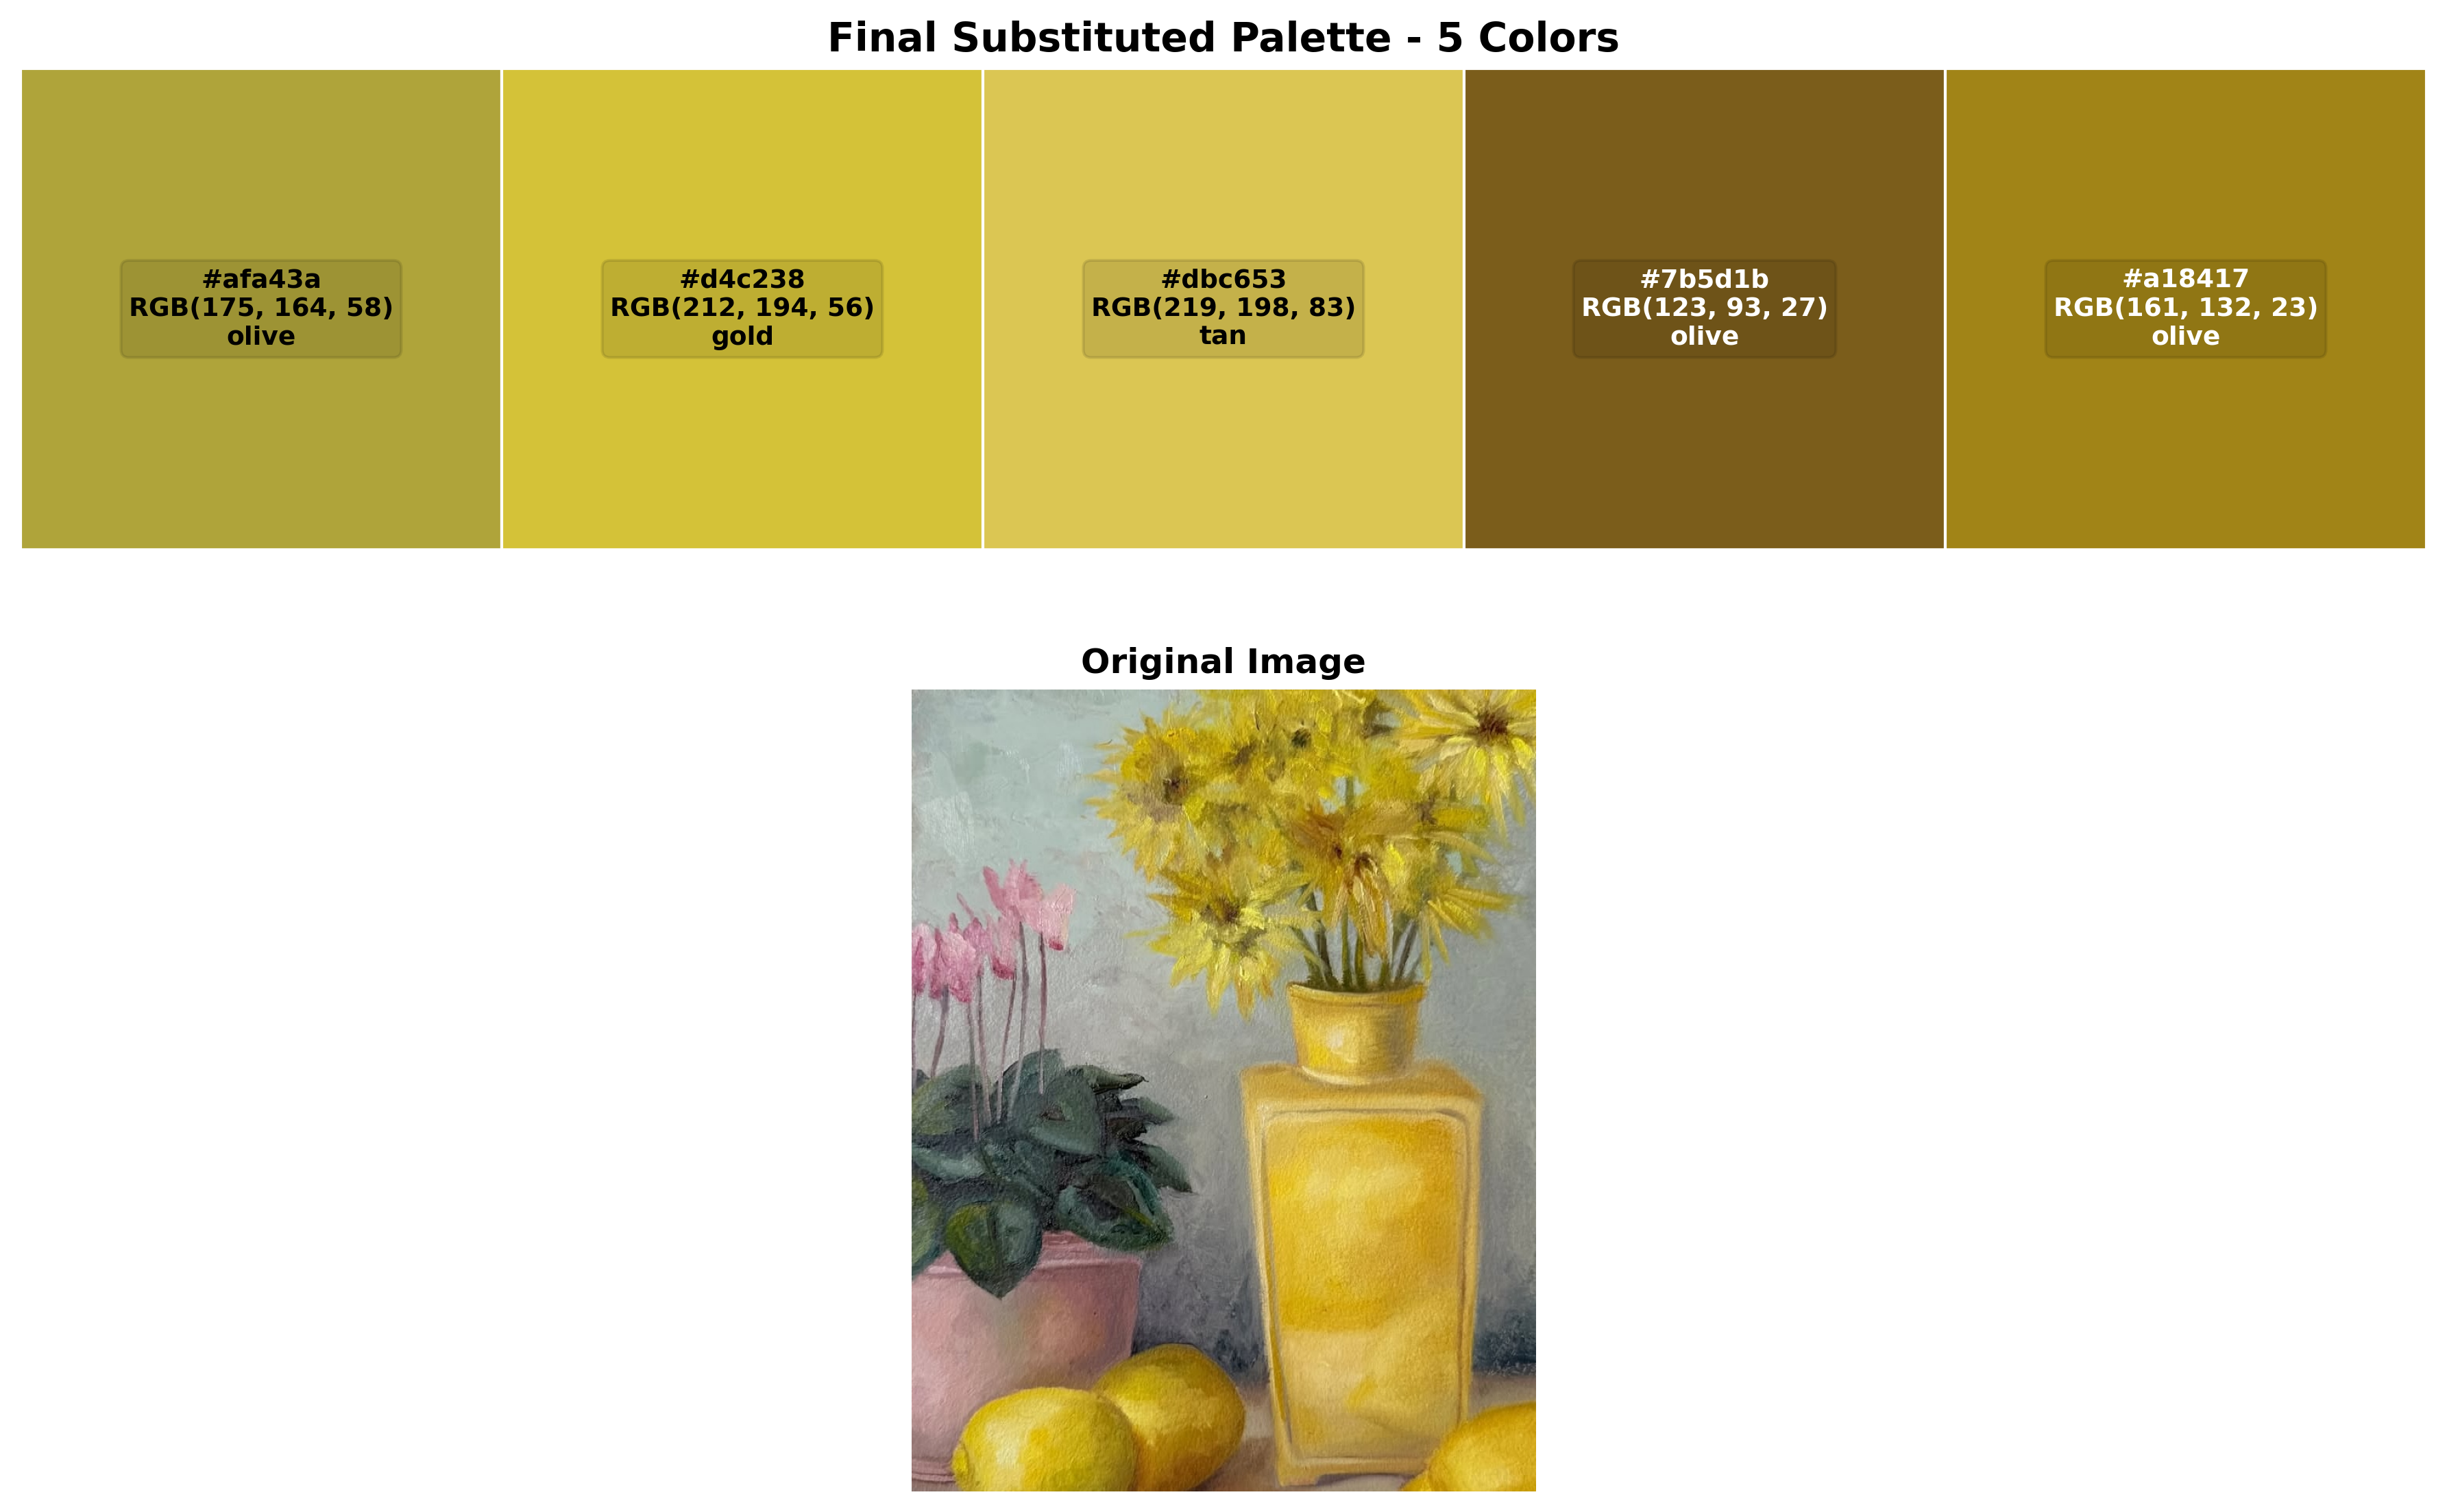 Final Substituted Palette - 5 Colors
#afa43a
RGB(175, 164, 58)
olive
#d4c238
RGB(212, 194, 56)
gold
#dbc653
RGB(219, 198, 83)
tan
#7b5d1b
RGB(123, 93, 27)
olive
#a18417
RGB(161, 132, 23)
olive
Original Image